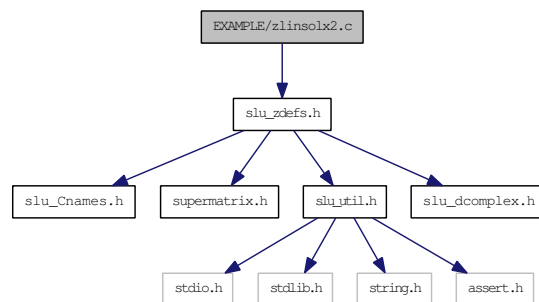 EXAMPLE/zlinsolx2.c
slu_zdefs.h
slu_Cnames.h
supermatrix.h
slu_util.h
slu_dcomplex.h
stdio.h
stdlib.h
string.h
assert.h